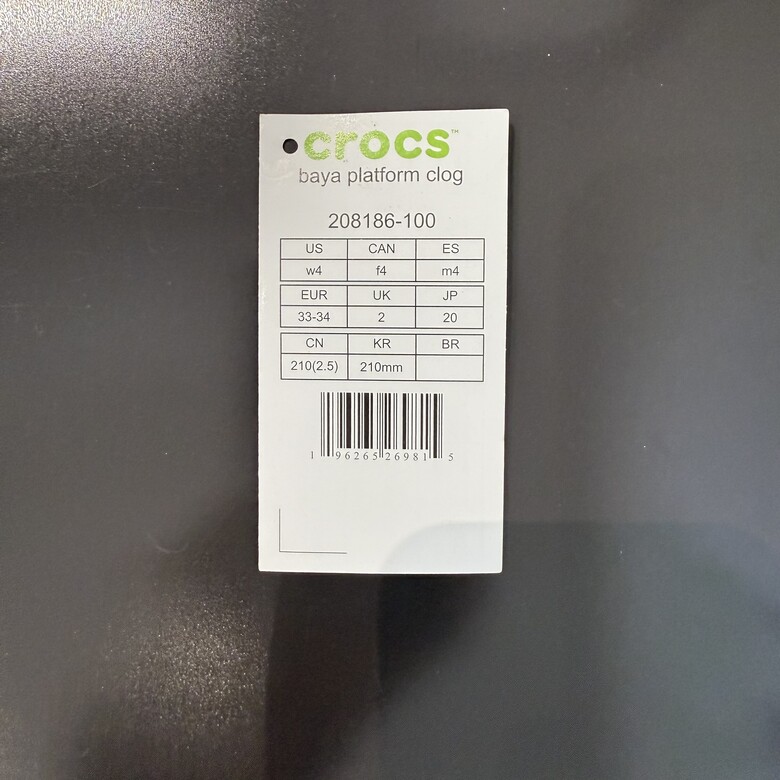 crocs™
baya platform clog
208186-100
US CAN ES
w4 f4 m4
EUR UK JP
33-34 2 20
CN KR BR
210(2.5) 210mm
1 96265 26981 5